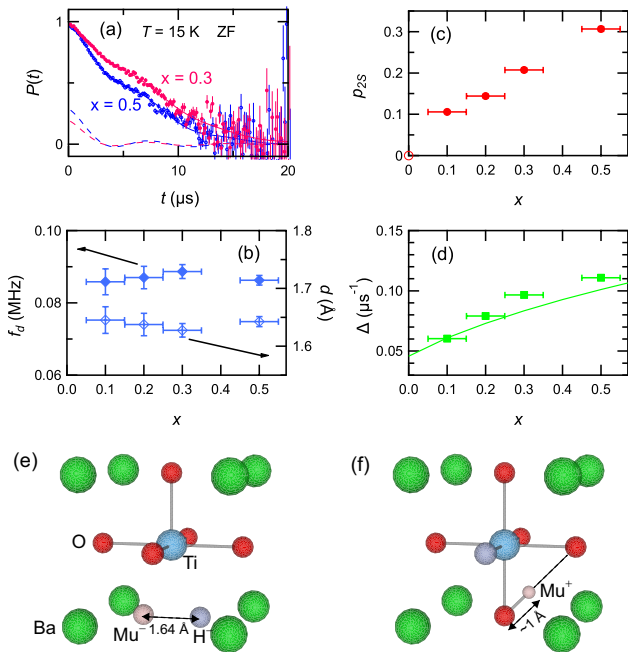 (a) T = 15 K ZF
x = 0.3
x = 0.5
P(t)
1
0
0 5 10 15 20
t (μs)
(c)
p2S
0.3
0.2
0.1
0
0.0 0.1 0.2 0.3 0.4 0.5
x
(b)
fd (MHz)
0.10
0.08
0.06
d (Å)
1.8
1.7
1.6
0.0 0.1 0.2 0.3 0.4 0.5
x
(d)
Δ (μs⁻¹)
0.15
0.10
0.05
0.0 0.1 0.2 0.3 0.4 0.5
x
(e)
O
Ti
Ba
Mu⁻ 1.64 Å H⁻
(f)
Mu⁺
~1 Å